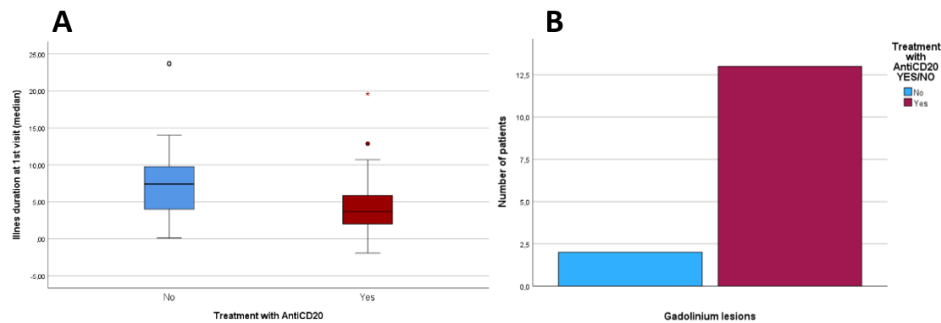 A
Illnes duration at 1st visit (median)
25,00
20,00
15,00
10,00
5,00
,00
-5,00
No
Yes
Treatment with AntiCD20
B
Number of patients
12,5
10,0
7,5
5,0
2,5
0,0
Gadolinium lesions
Treatment
with
AntiCD20
YES/NO
No
Yes